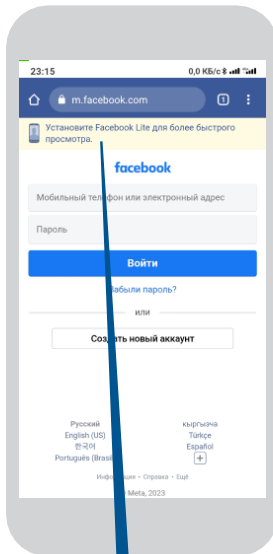 23:15 0,0 КБ/с
m.facebook.com 1
Установите Facebook Lite для более быстрого
просмотра.
facebook
Мобильный телефон или электронный адрес
Пароль
Войти
Забыли пароль?
или
Создать новый аккаунт
Русский кыргызча
English (US) Türkçe
한국어 Español
Português (Brasil
Справка · Ещё
Meta, 2023